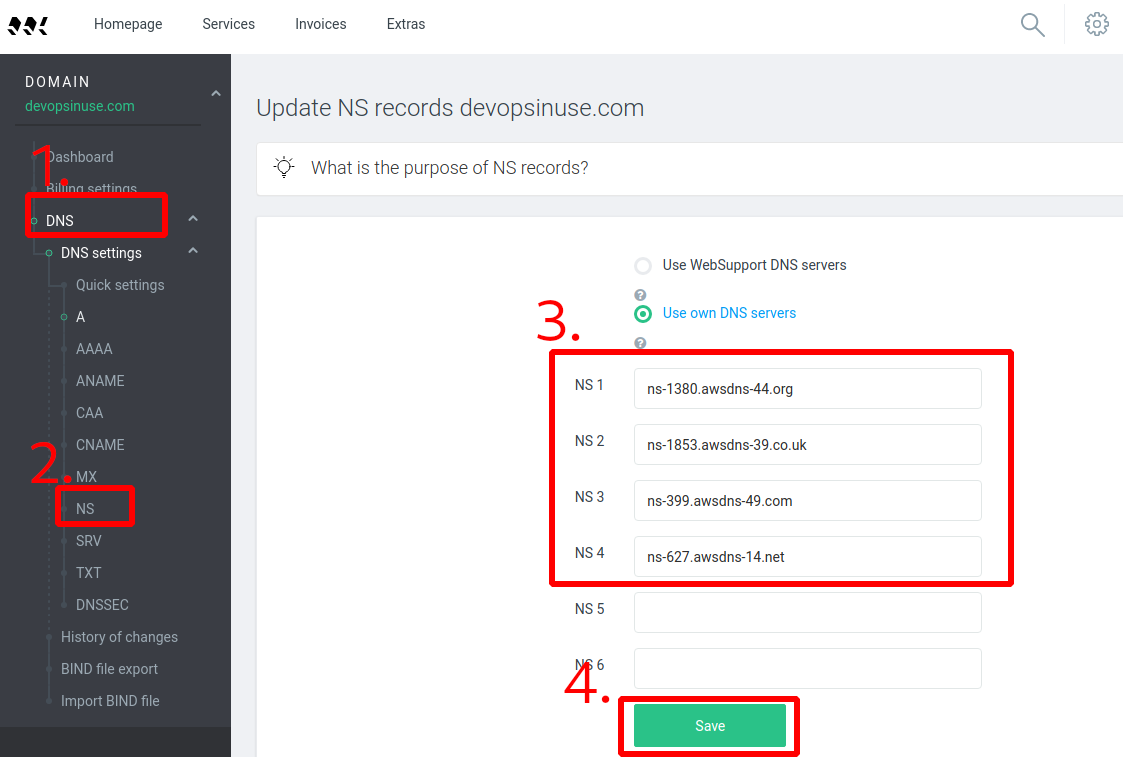 Homepage Services Invoices Extras
DOMAIN
devopsinuse.com
1.
Dashboard
Billing settings
DNS
DNS settings
Quick settings
A
AAAA
ANAME
CAA
CNAME
2.
MX
NS
SRV
TXT
DNSSEC
History of changes
BIND file export
Import BIND file
Update NS records devopsinuse.com
What is the purpose of NS records?
Use WebSupport DNS servers
?
Use own DNS servers
?
3.
NS 1 ns-1380.awsdns-44.org
NS 2 ns-1853.awsdns-39.co.uk
NS 3 ns-399.awsdns-49.com
NS 4 ns-627.awsdns-14.net
NS 5
NS 6
4.
Save